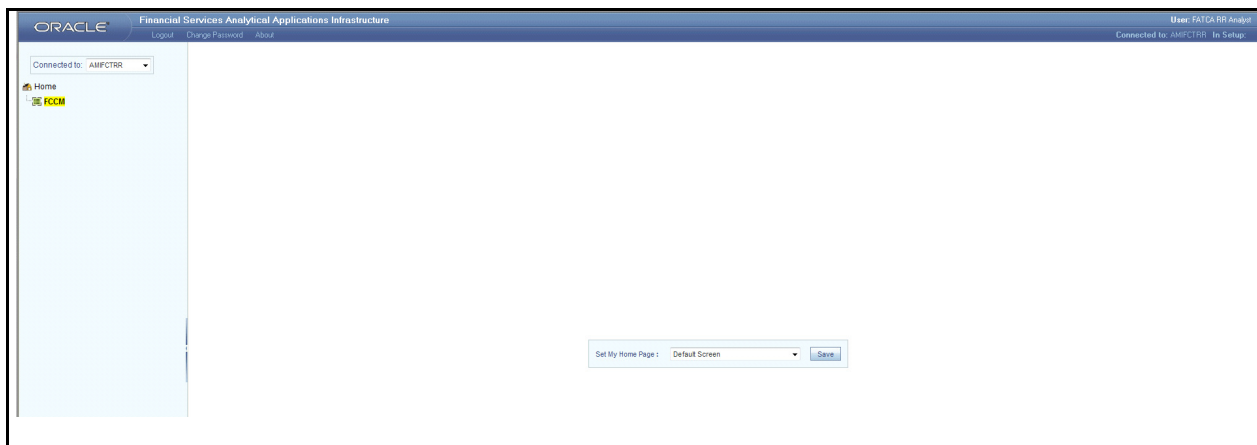 ORACLE
Financial Services Analytical Applications Infrastructure
User: FATCA RR Analyst
Logout Change Password About
Connected to: AMIFCTRR In Setup:
Connected to: AMIFCTRR
Home
FCCM
Set My Home Page : Default Screen Save